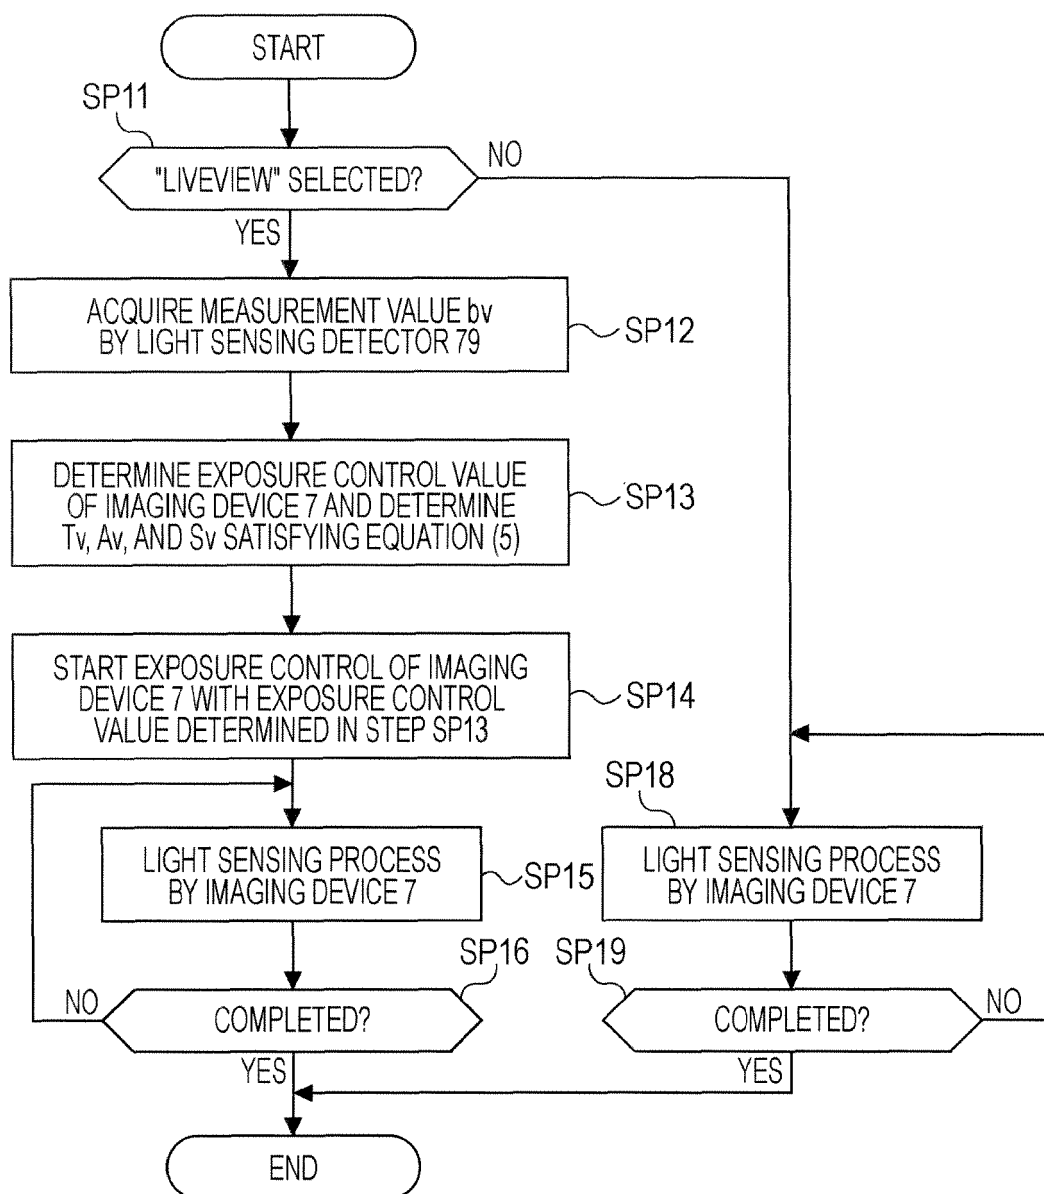 START
SP11
"LIVEVIEW" SELECTED?
NO
YES
ACQUIRE MEASUREMENT VALUE bv
BY LIGHT SENSING DETECTOR 79
SP12
DETERMINE EXPOSURE CONTROL VALUE
OF IMAGING DEVICE 7 AND DETERMINE
Tv, Av, AND Sv SATISFYING EQUATION (5)
SP13
START EXPOSURE CONTROL OF IMAGING
DEVICE 7 WITH EXPOSURE CONTROL
VALUE DETERMINED IN STEP SP13
SP14
LIGHT SENSING PROCESS
BY IMAGING DEVICE 7
SP15
SP18
LIGHT SENSING PROCESS
BY IMAGING DEVICE 7
SP16
NO
COMPLETED?
YES
SP19
COMPLETED?
NO
YES
END